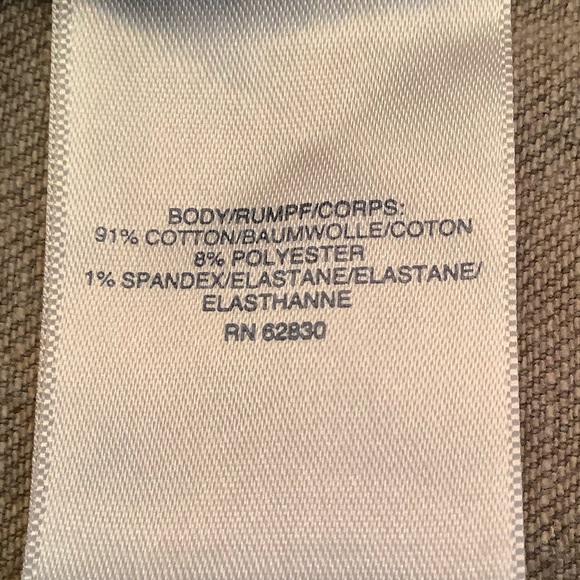 BODY/RUMPF/CORPS:
91% COTTON/BAUMWOLLE/COTON
8% POLYESTER
1% SPANDEX/ELASTANE/ELASTANE/
ELASTHANNE
RN 62830